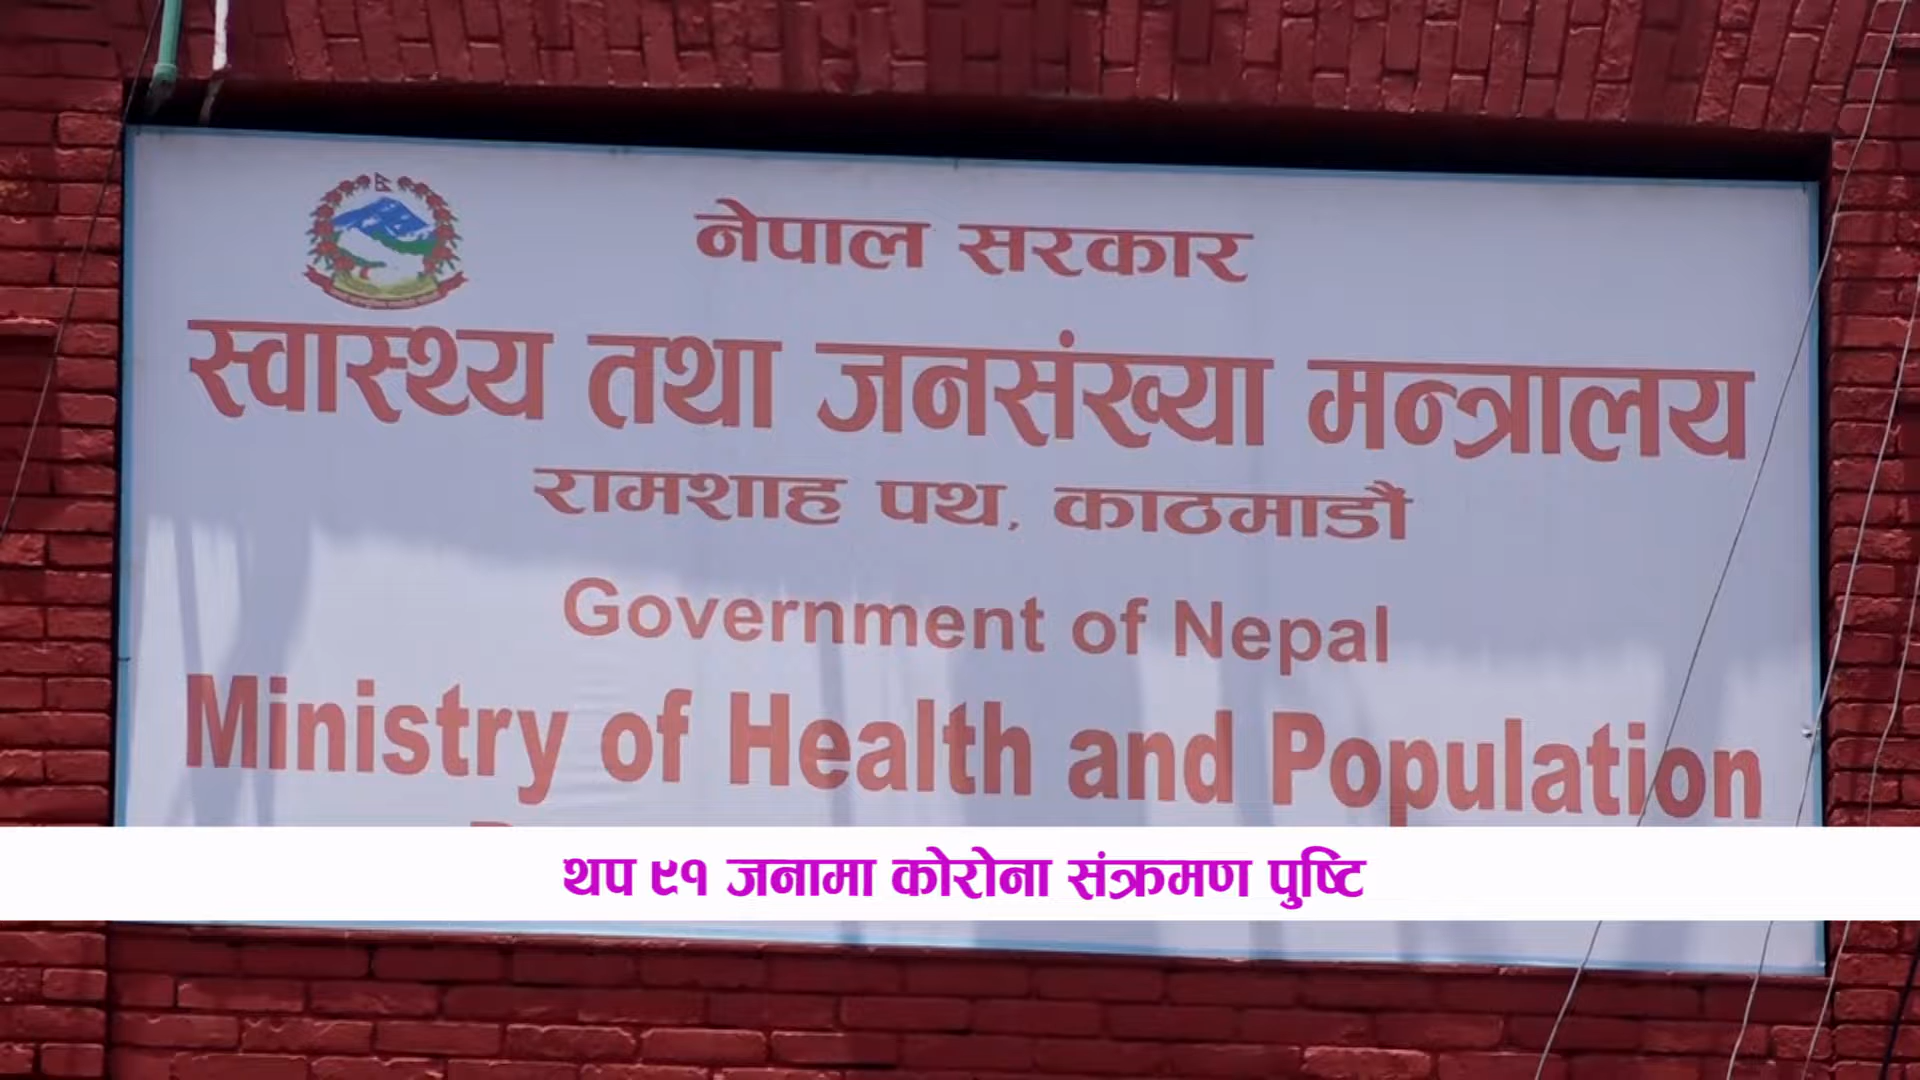 नेपाल सरकार
स्वास्थ्य तथा जनसंख्या मन्त्रालय
रामशाह पथ, काठमाडौं
Government of Nepal
Ministry of Health and Population
थप ९१ जनामा कोरोना संक्रमण पुष्टि